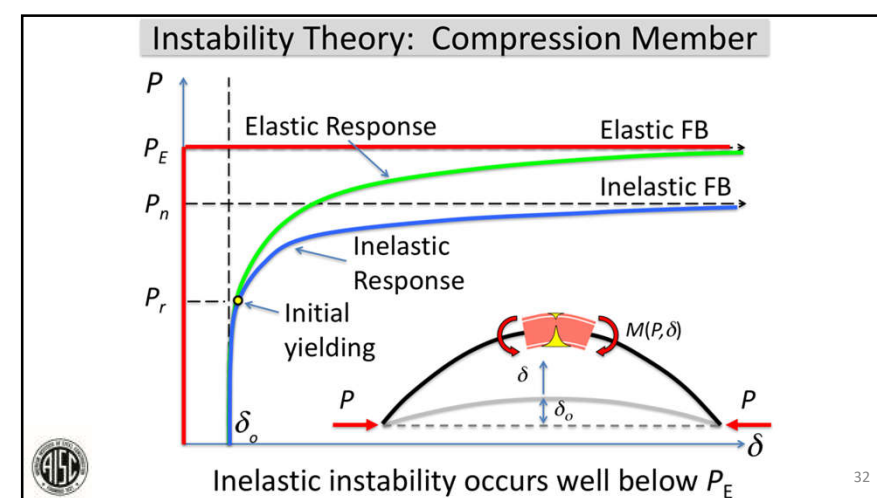 Instability Theory: Compression Member
P
Elastic Response
Elastic FB
P_E
Inelastic FB
P_n
Inelastic
Response
P_r
Initial
yielding
M(P,δ)
δ
P
δ_o
P
δ_o
δ
AISC
Inelastic instability occurs well below P_E
32